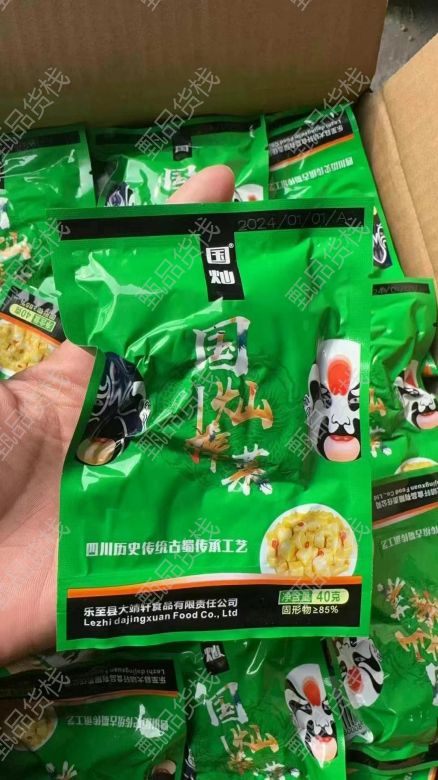 2024/01/01/A
国灿®
国灿
榨菜
四川历史传统古蜀传承工艺
净含量 40克
固形物≥85%
乐至县大靖轩食品有限责任公司
Lezhi dajingxuan Food Co., Ltd
甄品货栈